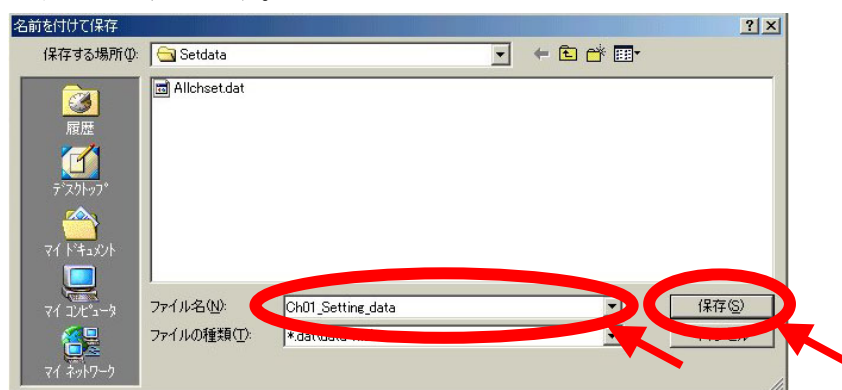 名前を付けて保存
保存する場所(I):
Setdata
Allchset.dat
履歴
デスクトップ
マイ ドキュメント
マイ コンピュータ
マイ ネットワーク
ファイル名(N):
Ch01_Setting_data
保存(S)
ファイルの種類(T):